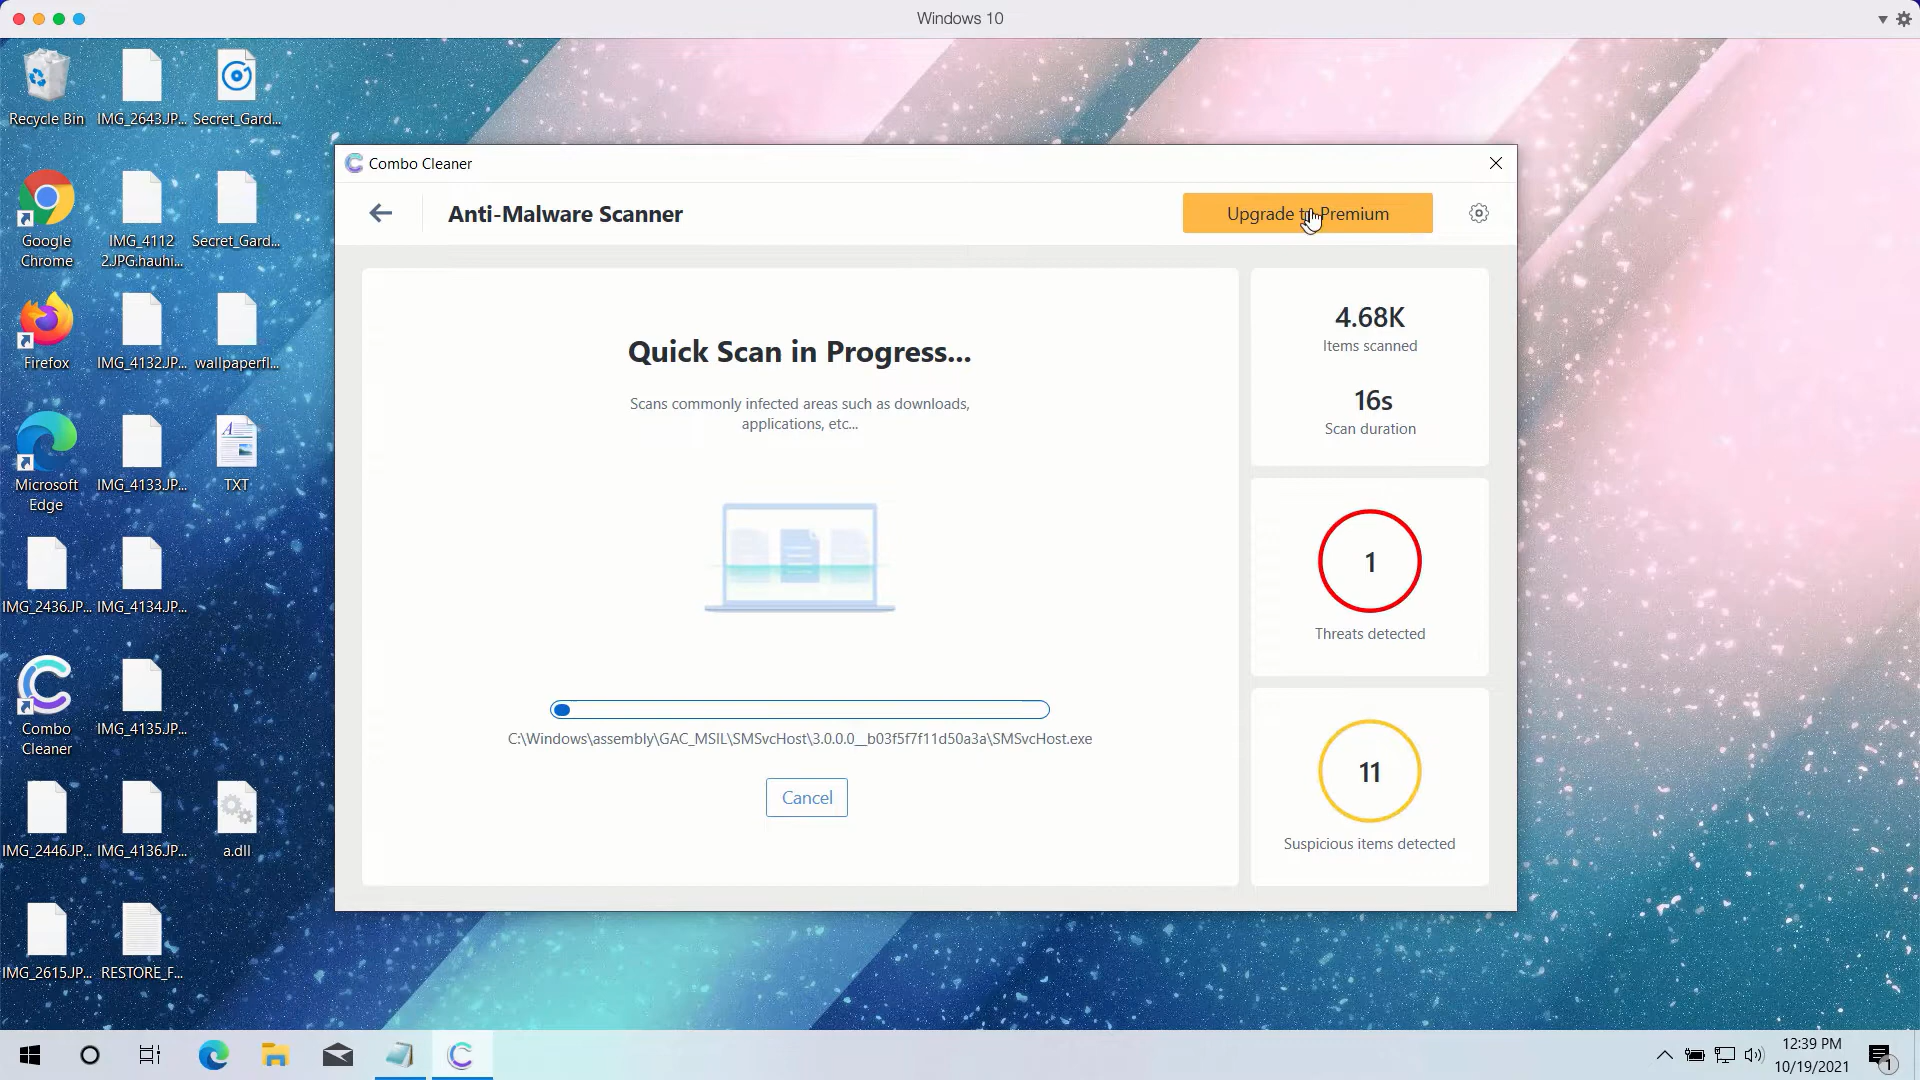 Windows 10
Recycle Bin
IMG_2643.JP...
Secret_Gard...
Google
Chrome
IMG_4112
2.JPG.hauhi...
Secret_Gard...
Firefox
IMG_4132.JP...
wallpaperfl...
Microsoft
Edge
IMG_4133.JP...
TXT
IMG_2436.JP...
IMG_4134.JP...
Combo
Cleaner
IMG_4135.JP...
IMG_2446.JP...
IMG_4136.JP...
a.dll
IMG_2615.JP...
RESTORE_F...
Combo Cleaner
Anti-Malware Scanner
Upgrade to Premium
Quick Scan in Progress...
Scans commonly infected areas such as downloads,
applications, etc...
C:\Windows\assembly\GAC_MSIL\SMSvcHost\3.0.0.0__b03f5f7f11d50a3a\SMSvcHost.exe
Cancel
4.68K
Items scanned
16s
Scan duration
1
Threats detected
11
Suspicious items detected
12:39 PM
10/19/2021
1